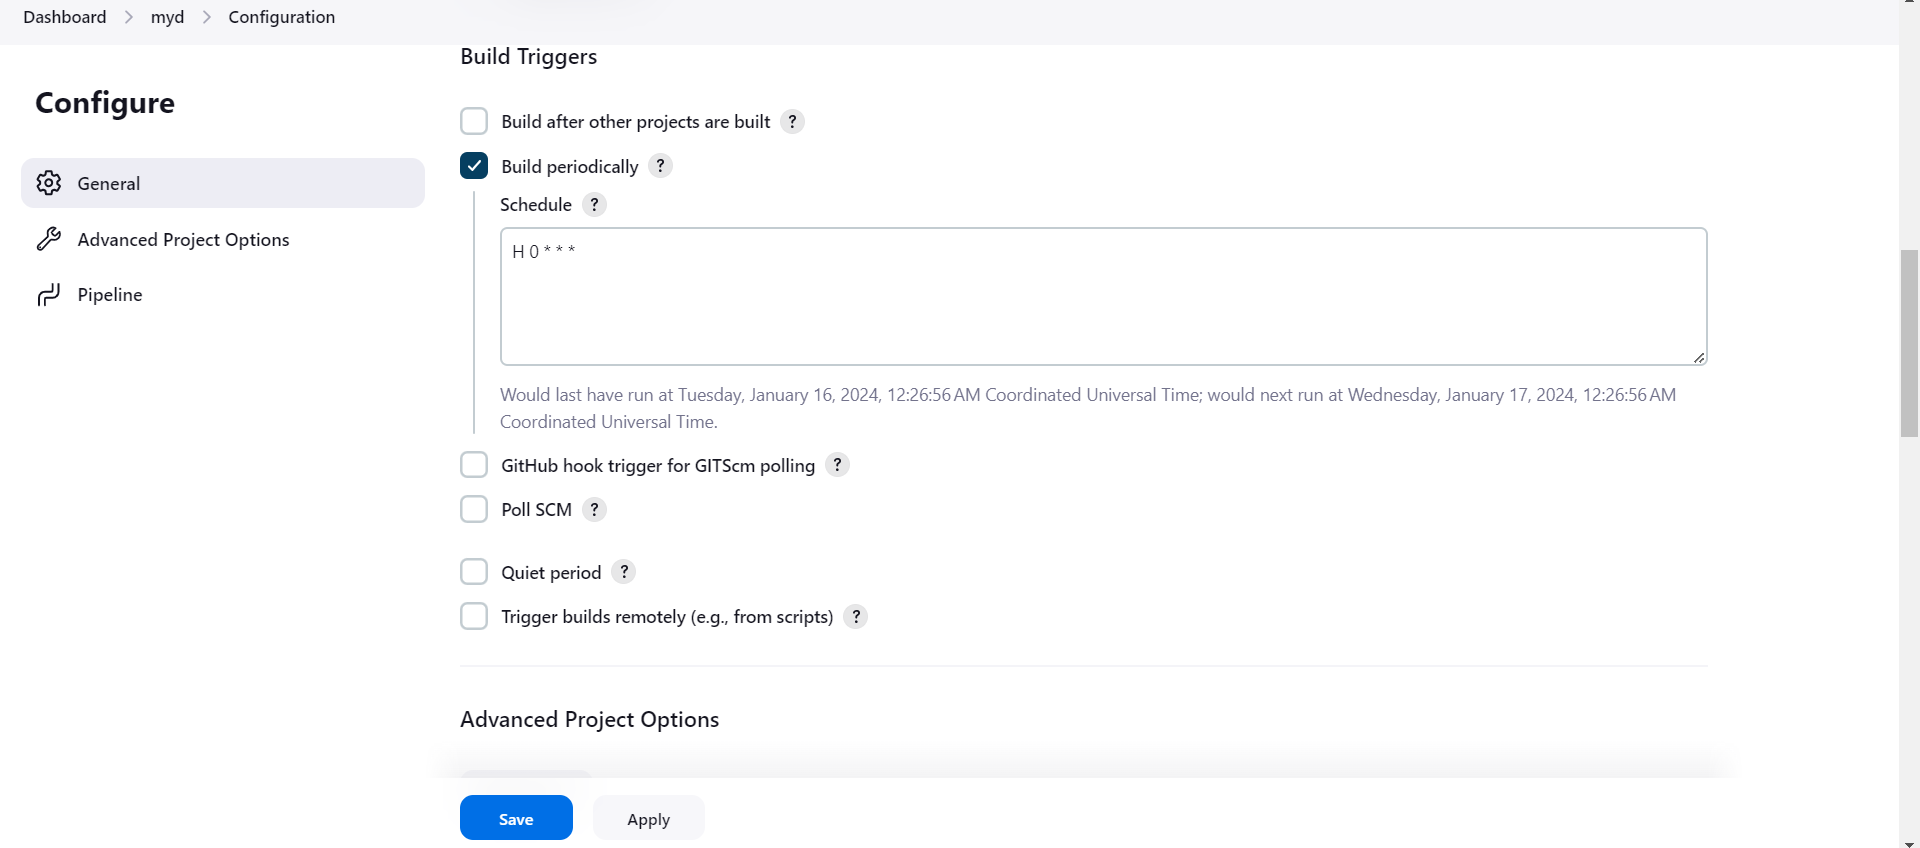 Dashboard > myd > Configuration
Configure
General
Advanced Project Options
Pipeline
Build Triggers
Build after other projects are built ?
Build periodically ?
Schedule ?
H 0 * * *
Would last have run at Tuesday, January 16, 2024, 12:26:56 AM Coordinated Universal Time; would next run at Wednesday, January 17, 2024, 12:26:56 AM
Coordinated Universal Time.
GitHub hook trigger for GITScm polling ?
Poll SCM ?
Quiet period ?
Trigger builds remotely (e.g., from scripts) ?
Advanced Project Options
Save
Apply